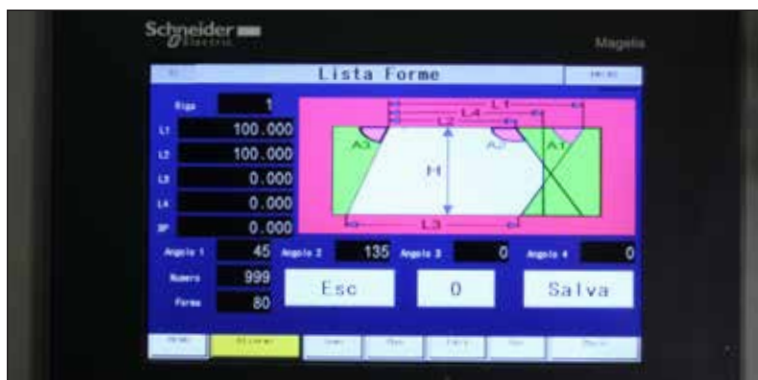 Schneider
Electric
Magelis
Lista Forme
Riga 1
L1 100.000
L2 100.000
L3 0.000
L4 0.000
SP 0.000
L1
L4
L2
A3
A2
A1
H
L3
Angolo 1 45 Angolo 2 135 Angolo 3 0 Angolo 4 0
Numero 999
Forma 80
Esc 0 Salva